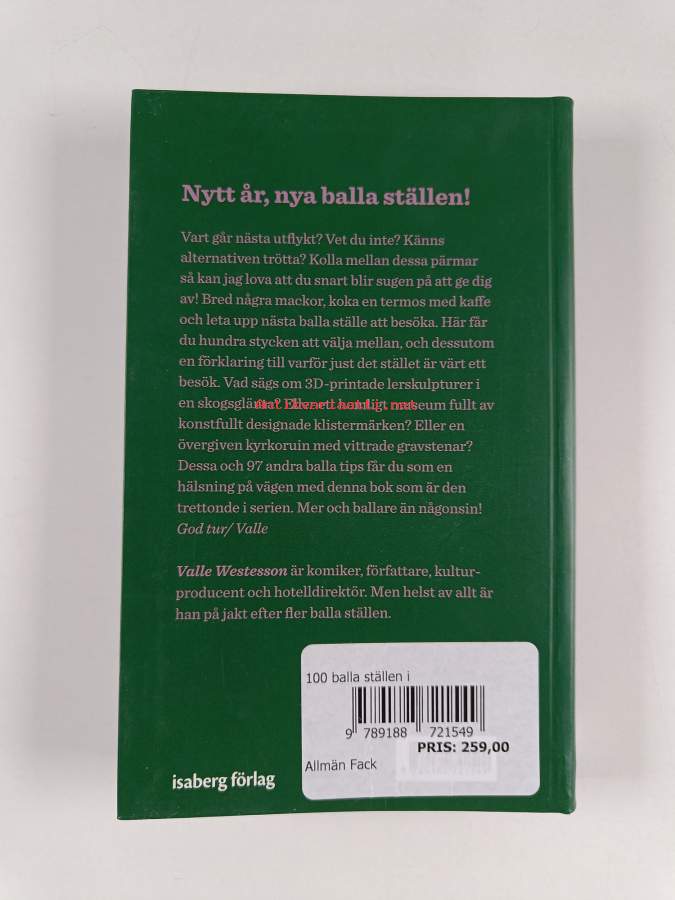 Nytt år, nya balla ställen!
Vart går nästa utflykt? Vet du inte? Känns
alternativen trötta? Kolla mellan dessa pärmar
så kan jag lova att du snart blir sugen på att ge dig
av! Bred några mackor, koka en termos med kaffe
och leta upp nästa balla ställe att besöka. Här får
du hundra stycken att välja mellan, och dessutom
en förklaring till varför just det stället är värt ett
besök. Vad sägs om 3D-printade lerskulpturer i
en skogsglänta? Eller ett hemligt museum fullt av
konstfullt designade klistermärken? Eller en
övergiven kyrkoruin med vittrade gravstenar?
Dessa och 97 andra balla tips får du som en
hälsning på vägen med denna bok som är den
trettonde i serien. Mer och ballare än någonsin!
God tur/ Valle
Valle Westesson är komiker, författare, kultur-
producent och hotelldirektör. Men helst av allt är
han på jakt efter fler balla ställen.
100 balla ställen i
9 789188 721549
PRIS: 259,00
Allmän Fack
isaberg förlag